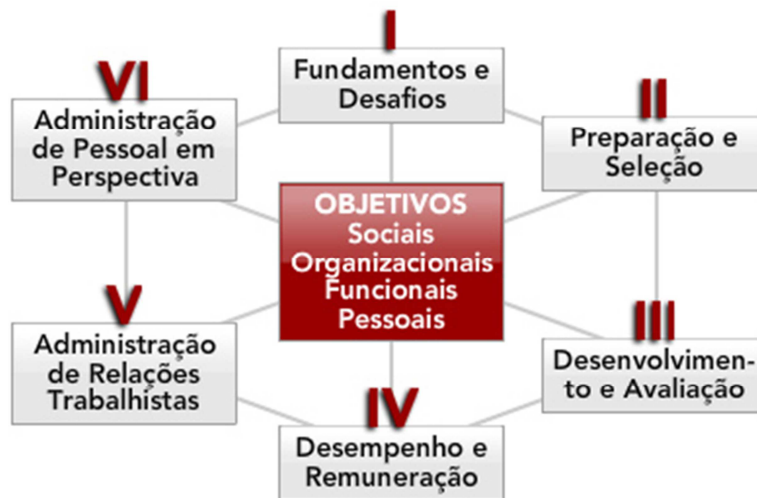 I
Fundamentos e
Desafios
II
Preparação e
Seleção
III
Desenvolvimen-
to e Avaliação
IV
Desempenho e
Remuneração
V
Administração
de Relações
Trabalhistas
VI
Administração
de Pessoal em
Perspectiva
OBJETIVOS
Sociais
Organizacionais
Funcionais
Pessoais